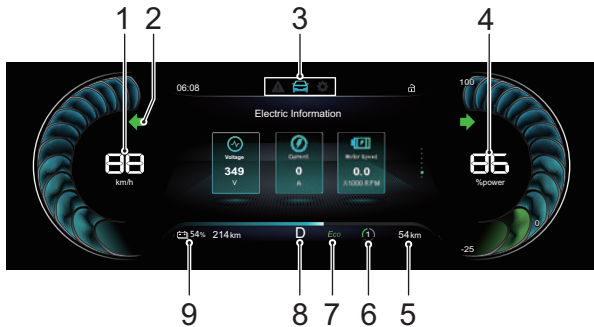 1 2 3 4
06:08
100
Electric Information
88
km/h
Voltage
349
V
Current
0
A
Motor Speed
0.0
X1000 RPM
86
%power
0
-25
54% 214km D Eco 1 54km
9 8 7 6 5